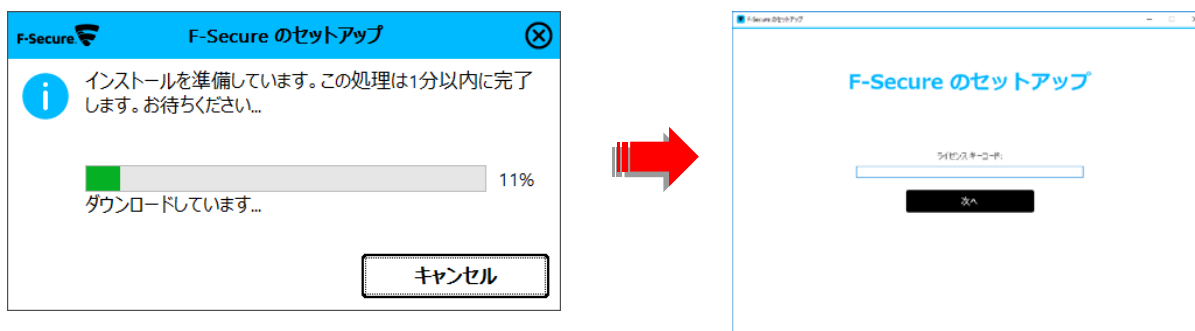 F-Secure
F-Secure のセットアップ
インストールを準備しています。この処理は1分以内に完了
します。お待ちください...
11%
ダウンロードしています...
キャンセル
F-Secure のセットアップ
F-Secure のセットアップ
ライセンス キーコード:
次へ